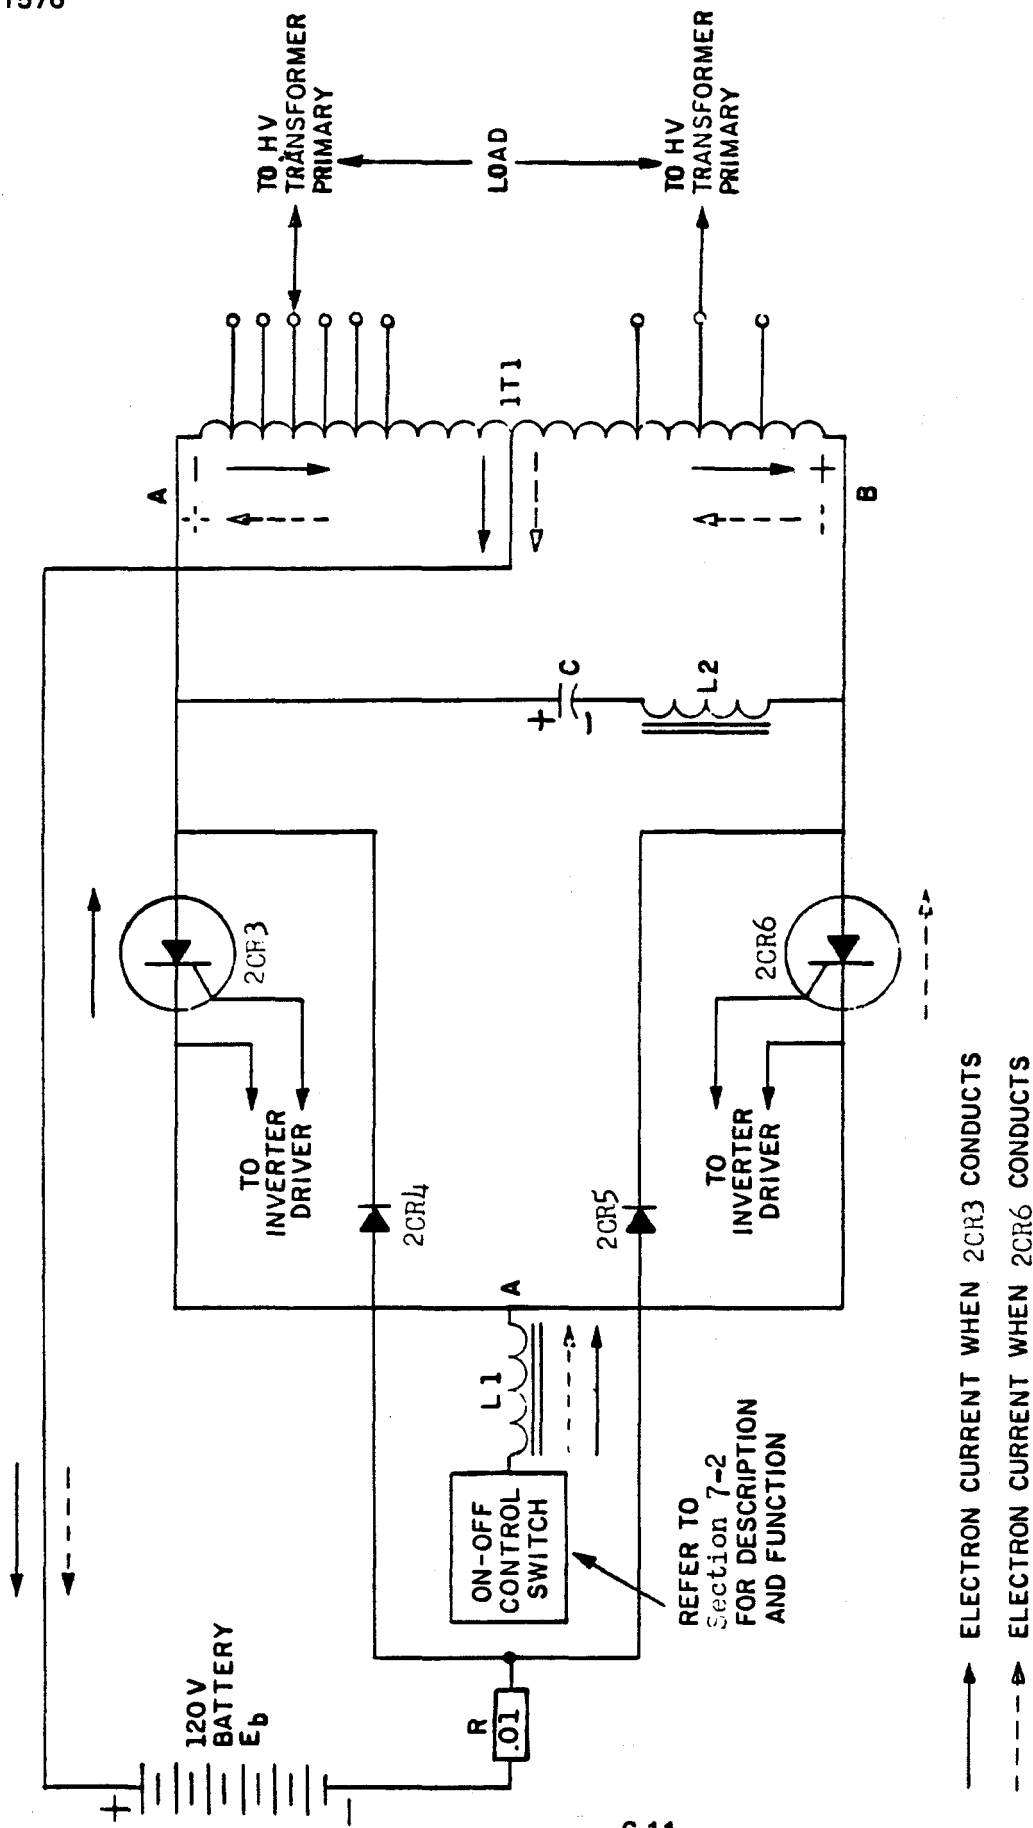 120V
BATTERY
Eb
+
−
R
.01
ON-OFF
CONTROL
SWITCH
REFER TO
Section 7-2
FOR DESCRIPTION
AND FUNCTION
L1
A
2CR4
2CR5
TO
INVERTER
DRIVER
TO
INVERTER
DRIVER
2CR3
2CR6
+
C
−
L2
A
+
−
−
+
B
1T1
TO HV
TRANSFORMER
PRIMARY
LOAD
TO HV
TRANSFORMER
PRIMARY
ELECTRON CURRENT WHEN 2CR3 CONDUCTS
ELECTRON CURRENT WHEN 2CR6 CONDUCTS